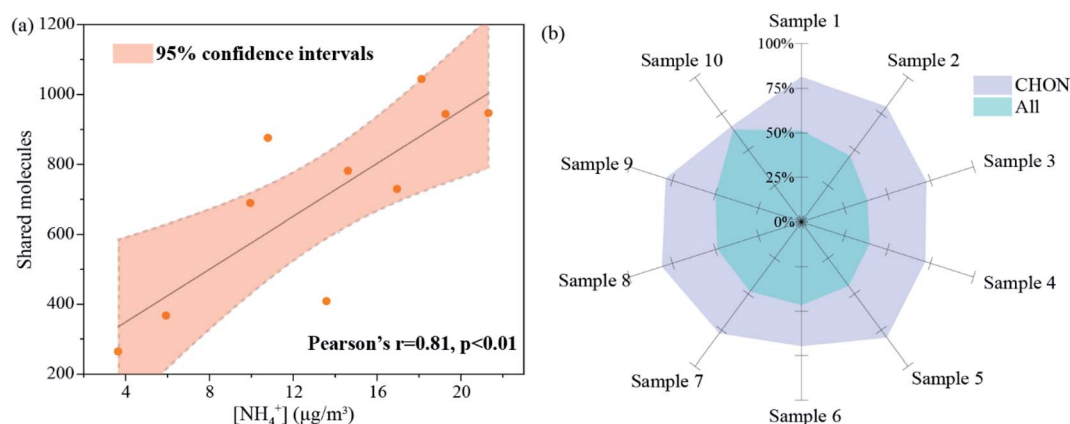 (a)
1200
1000
800
600
400
200
Shared molecules
95% confidence intervals
Pearson's r=0.81, p<0.01
4
8
12
16
20
[NH₄⁺] (μg/m³)
(b)
Sample 1
Sample 2
Sample 3
Sample 4
Sample 5
Sample 6
Sample 7
Sample 8
Sample 9
Sample 10
100%
75%
50%
25%
0%
CHON
All